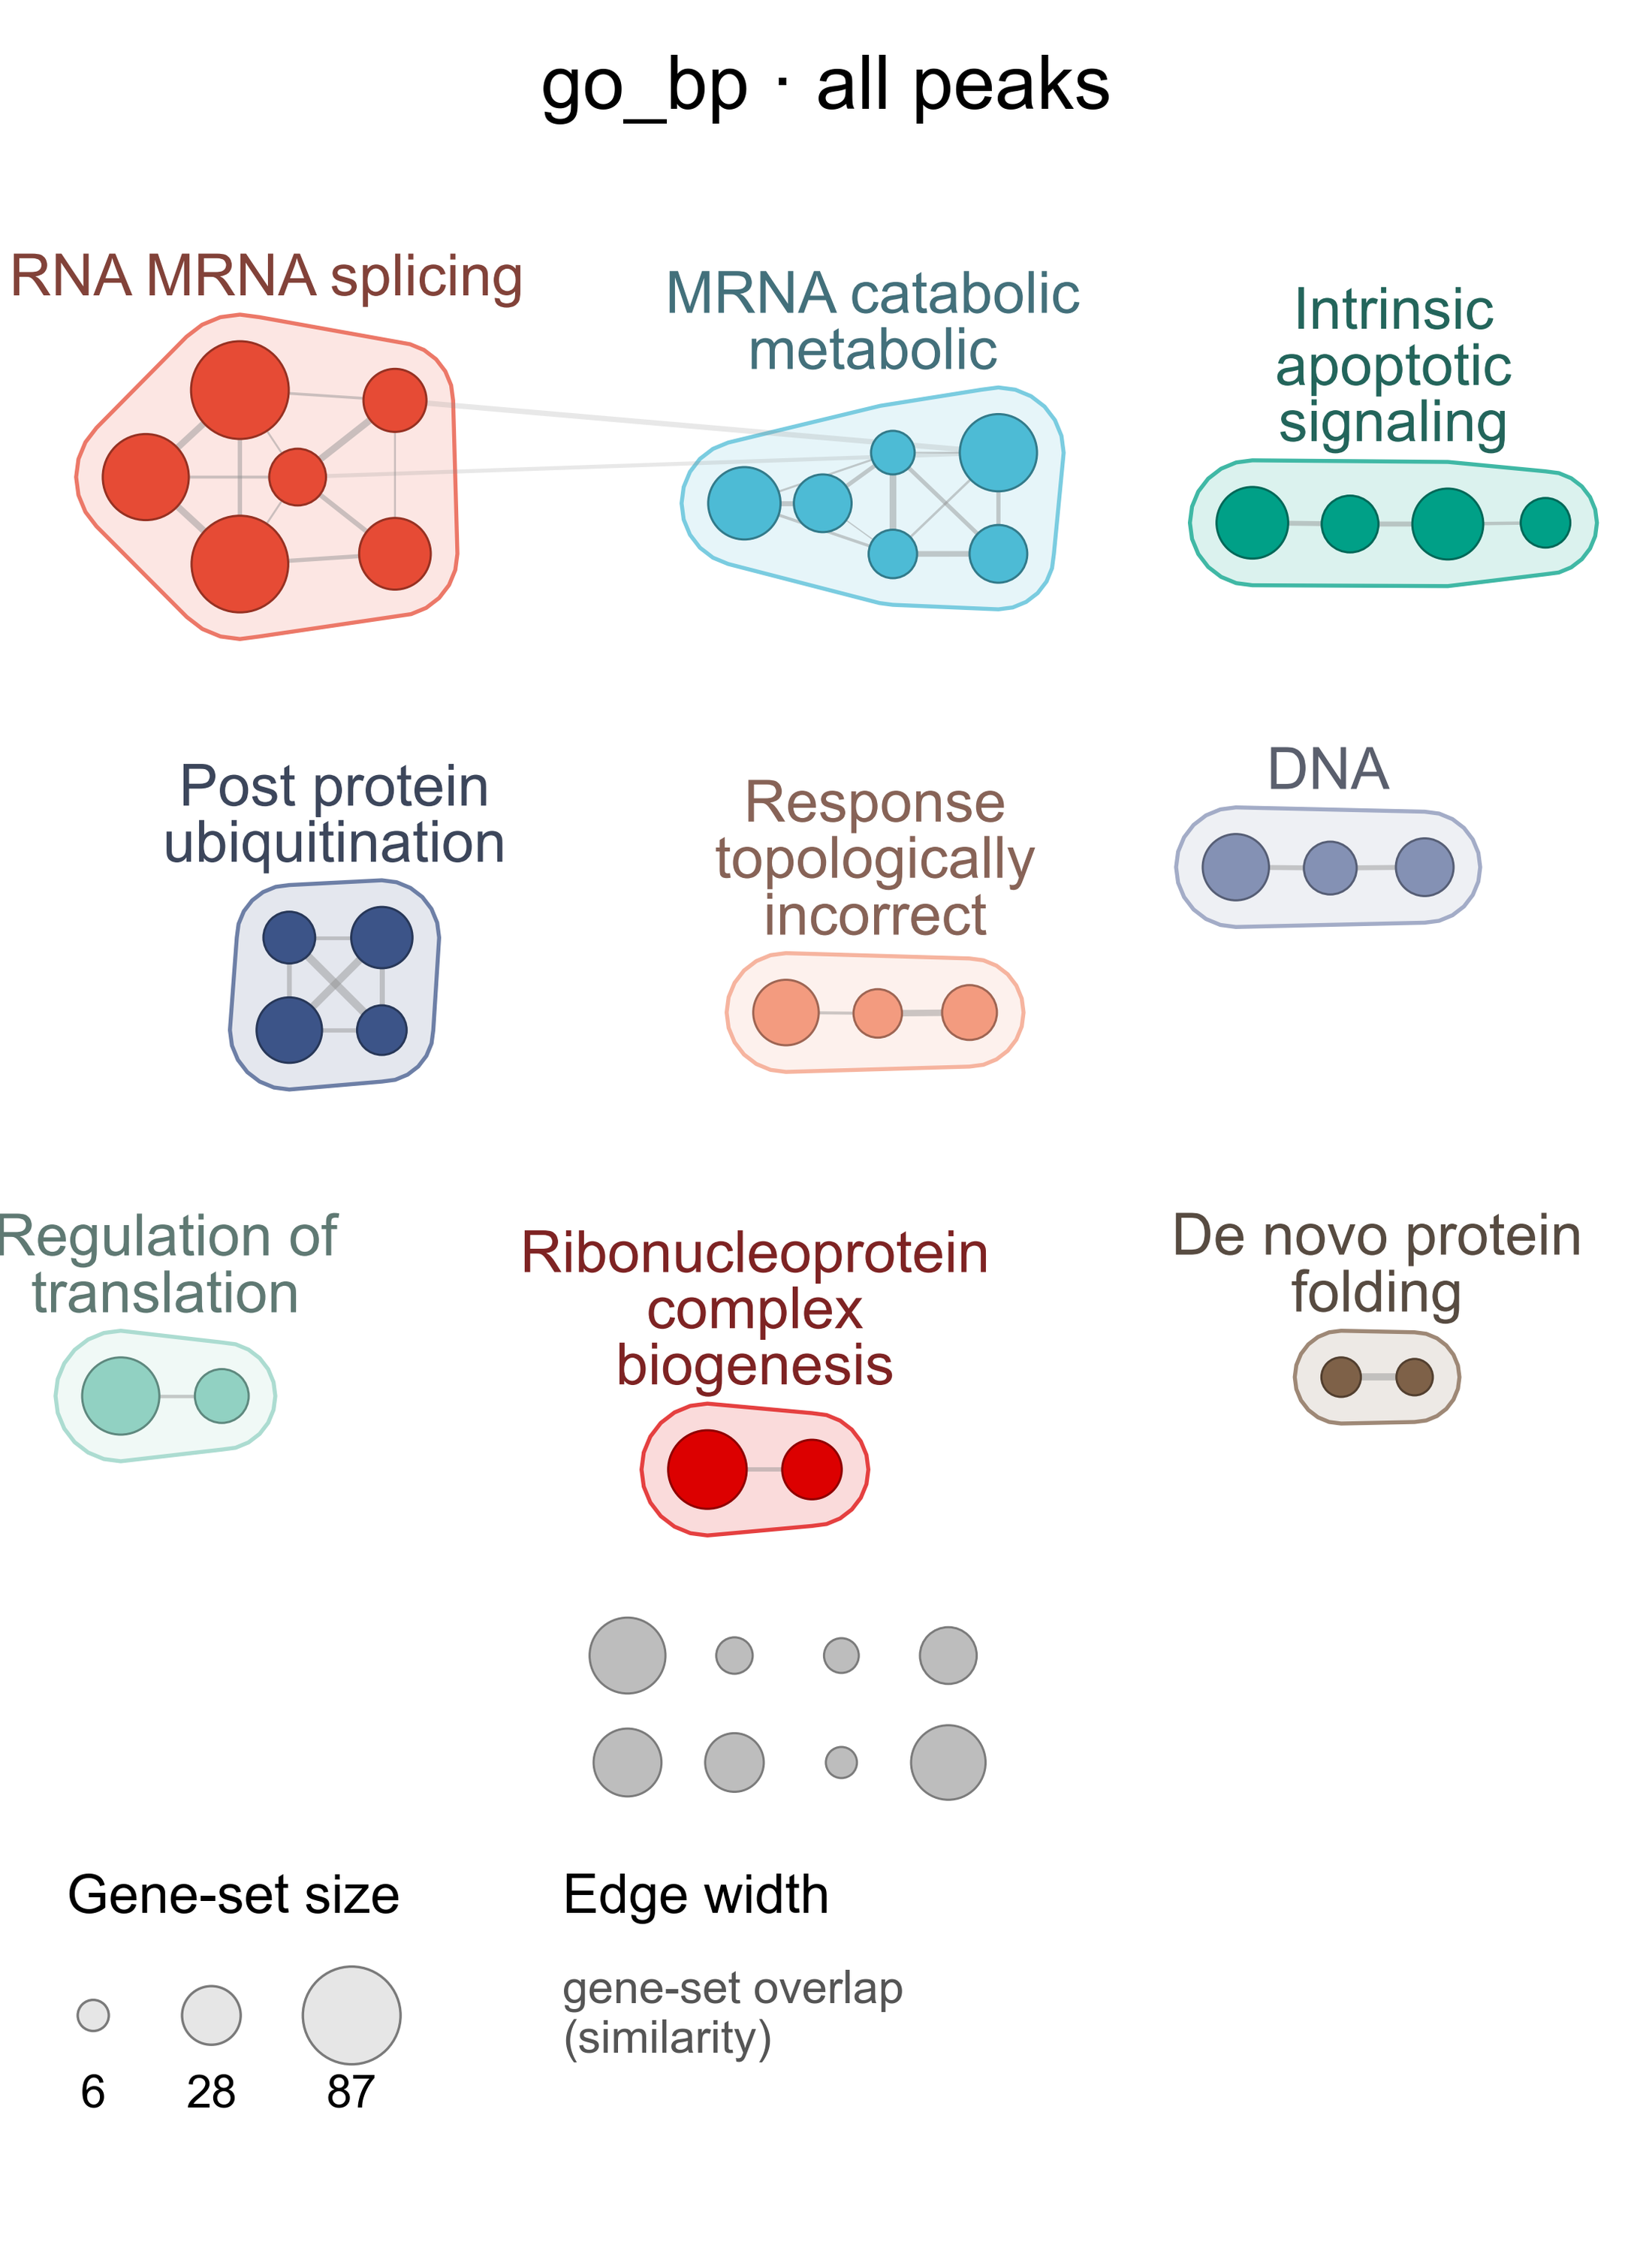 go_bp · all peaks
RNA MRNA splicing
MRNA catabolic
metabolic
Intrinsic
apoptotic
signaling
Post protein
ubiquitination
Response
topologically
incorrect
DNA
Regulation of
translation
Ribonucleoprotein
complex
biogenesis
De novo protein
folding
Gene-set size
6 28 87
Edge width
gene-set overlap
(similarity)